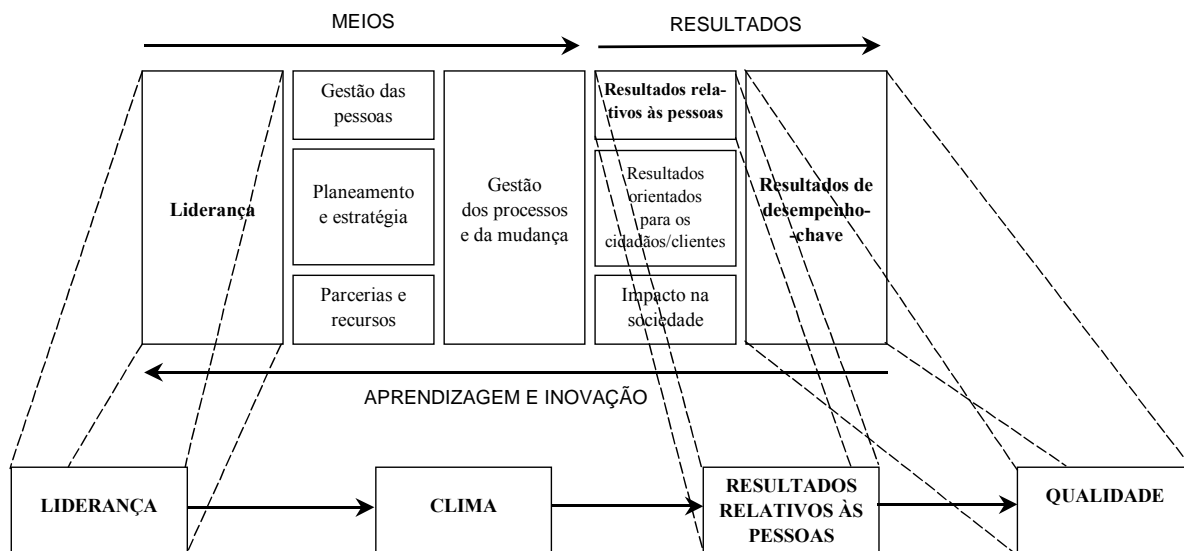 MEIOS
RESULTADOS
Liderança
Gestão das
pessoas
Planeamento
e estratégia
Parcerias e
recursos
Gestão
dos processos
e da mudança
Resultados rela-
tivos às pessoas
Resultados
orientados
para os
cidadãos/clientes
Impacto na
sociedade
Resultados de
desempenho-
-chave
APRENDIZAGEM E INOVAÇÃO
LIDERANÇA
CLIMA
RESULTADOS
RELATIVOS ÀS
PESSOAS
QUALIDADE